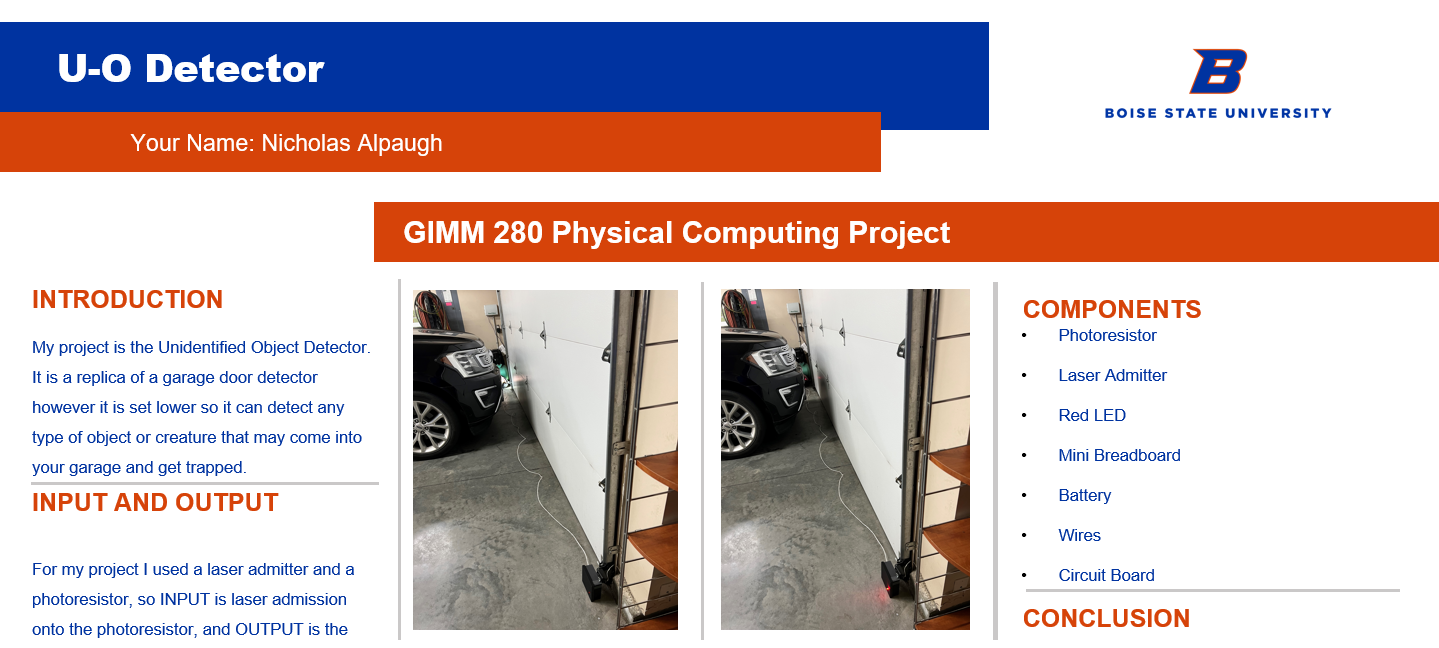 U-O Detector
BOISE STATE UNIVERSITY
Your Name: Nicholas Alpaugh
GIMM 280 Physical Computing Project
INTRODUCTION
My project is the Unidentified Object Detector.
It is a replica of a garage door detector
however it is set lower so it can detect any
type of object or creature that may come into
your garage and get trapped.
INPUT AND OUTPUT
For my project I used a laser admitter and a
photoresistor, so INPUT is laser admission
onto the photoresistor, and OUTPUT is the
COMPONENTS
• Photoresistor
• Laser Admitter
• Red LED
• Mini Breadboard
• Battery
• Wires
• Circuit Board
CONCLUSION